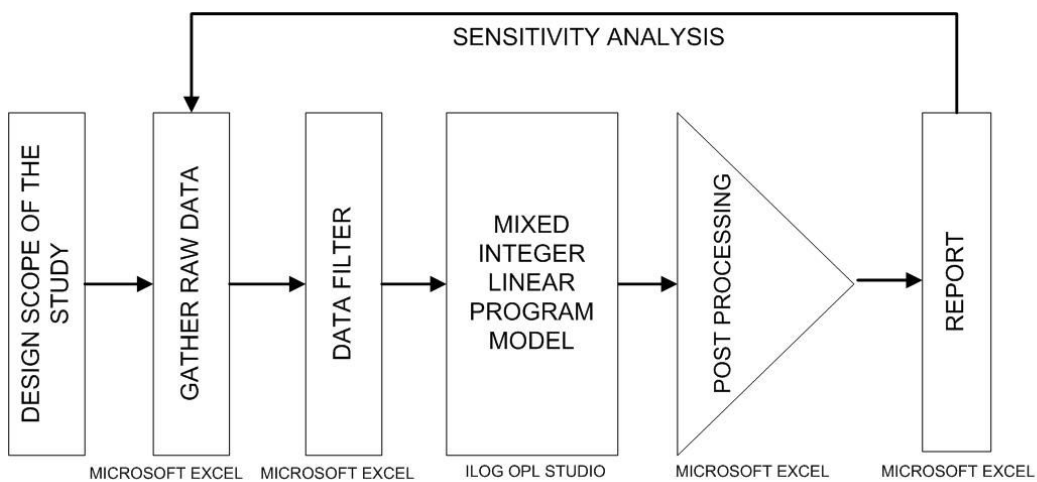 SENSITIVITY ANALYSIS
DESIGN SCOPE OF THE
STUDY
GATHER RAW DATA
DATA FILTER
MIXED
INTEGER
LINEAR
PROGRAM
MODEL
POST PROCESSING
REPORT
MICROSOFT EXCEL
MICROSOFT EXCEL
ILOG OPL STUDIO
MICROSOFT EXCEL
MICROSOFT EXCEL